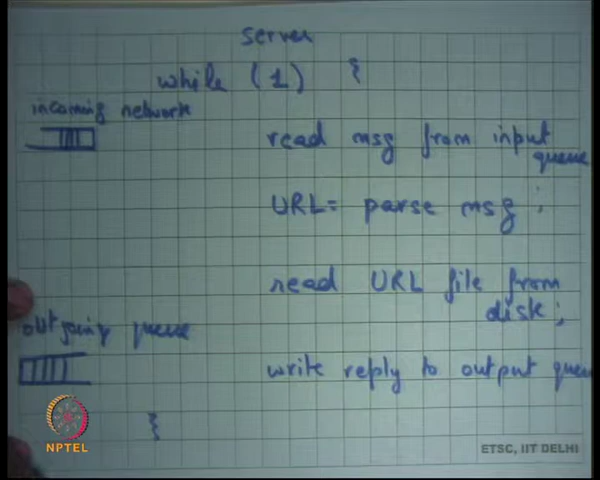 server
while (1) {
incoming network
read msg from input
queue
URL = parse msg ;
read URL file from
disk ;
outgoing queue
write reply to output queue
}
NPTEL
ETSC, IIT DELHI